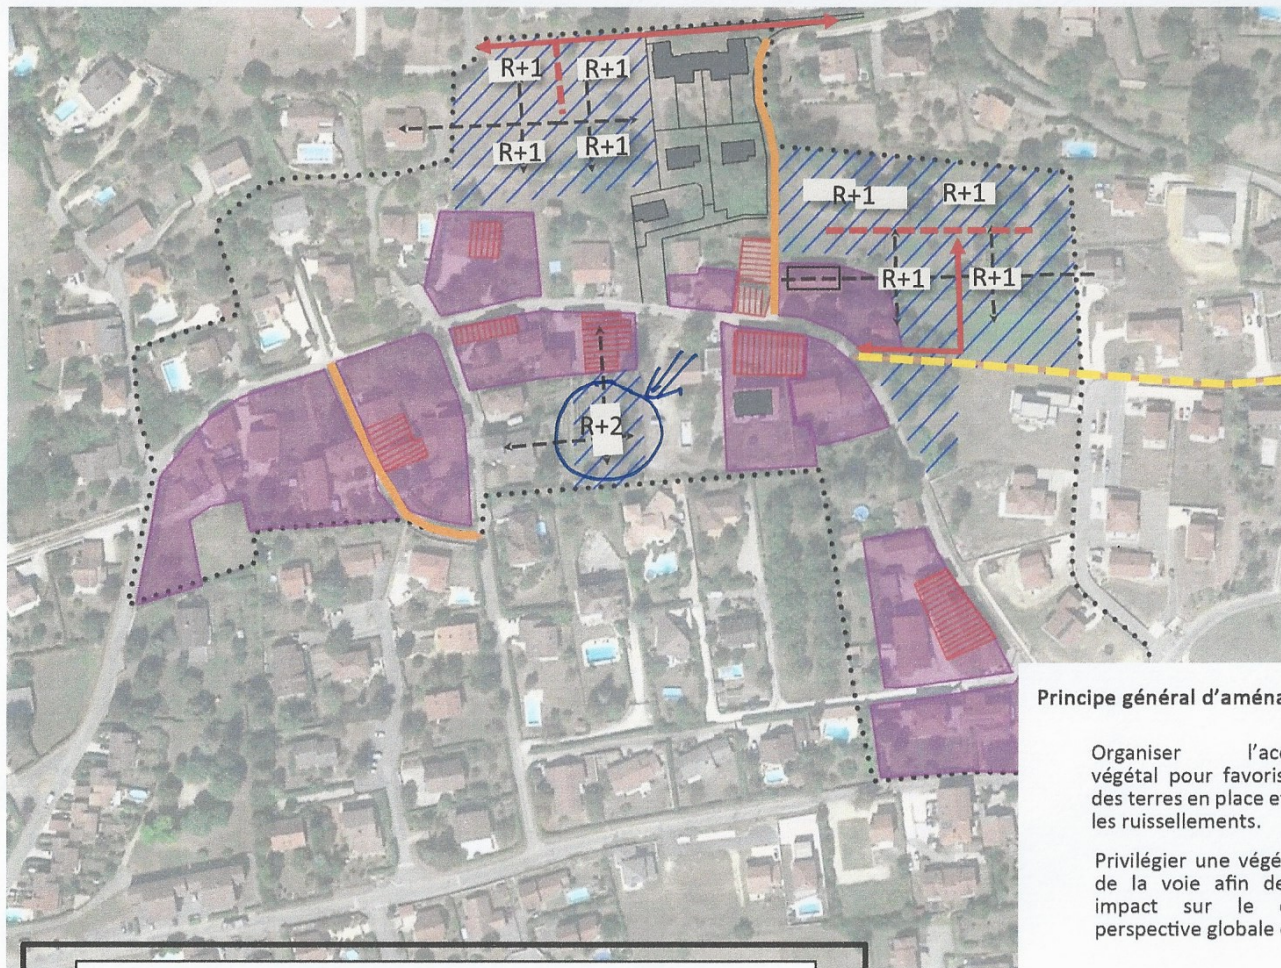 R+1 R+1
R+1 R+1
R+1 R+1
R+1 R+1
R+2
Principe général d'aména
Organiser l'ac
végétal pour favoris
des terres en place e
les ruissellements.
Privilégier une végé
de la voie afin de
impact sur le
perspective globale